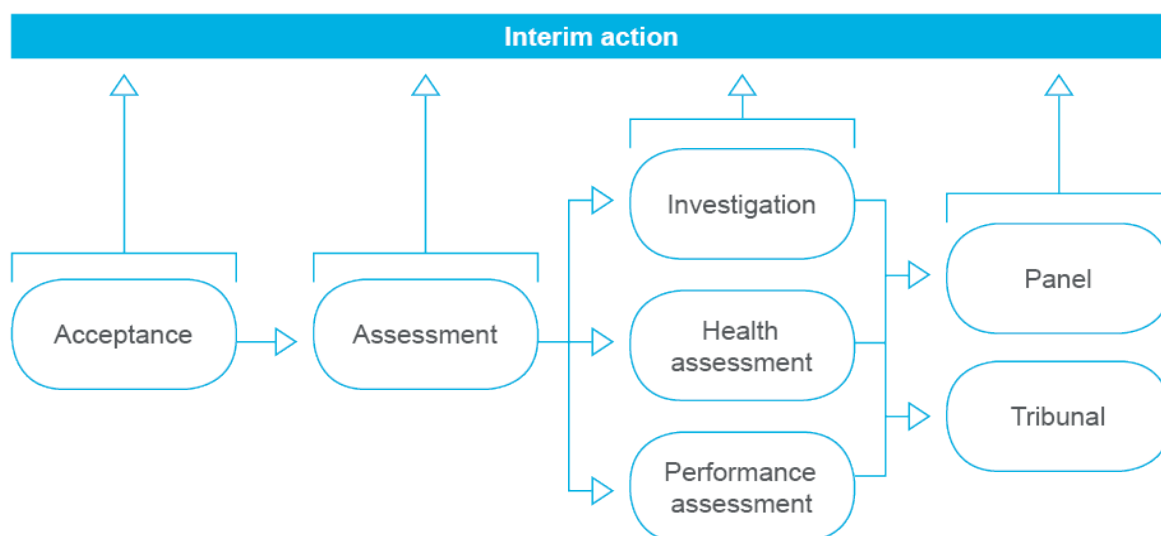 Interim action
Acceptance
Assessment
Investigation
Health
assessment
Performance
assessment
Panel
Tribunal